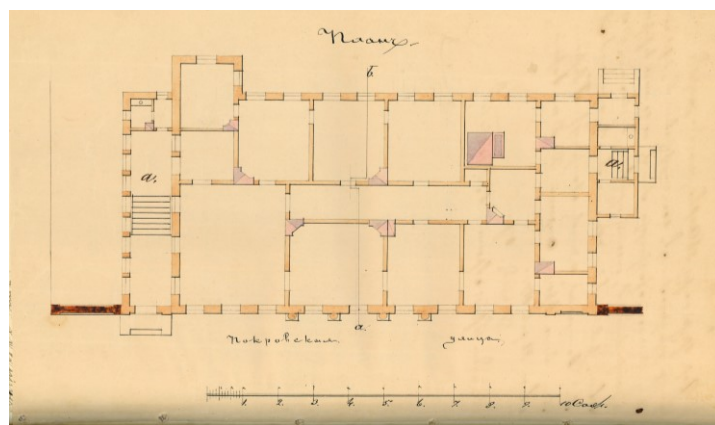 Планъ.
б.
а.
а.
а.
Покровская улица
1. 2. 3. 4. 5. 6. 7. 8. 9. 10 Саж.